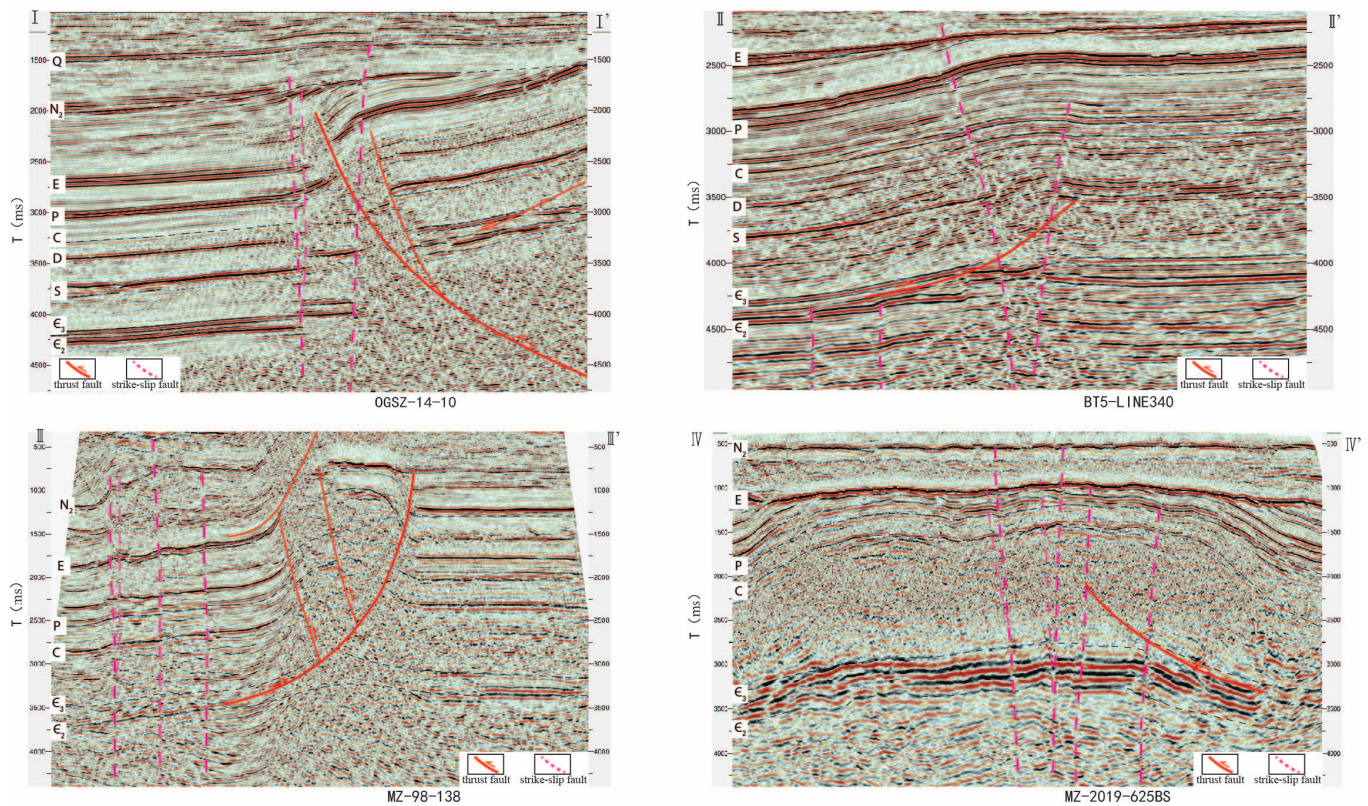 I I'
1500 1500
Q
2000 2000
N₂
2500 2500
E
3000 3000
P
C
3500 3500
D
S
4000 4000
Є₃
Є₂
4500 4500
T (ms)
thrust fault strike-slip fault
OGSZ-14-10
II II'
E
2500 2500
P
3000 3000
C
3500 3500
D
S
4000 4000
Є₃
Є₂
4500 4500
T (ms)
thrust fault strike-slip fault
BT5-LINE340
III III'
500 500
1000 1000
N₂
1500 1500
E
2000 2000
2500 2500
P
C
3000 3000
Є₃
3500 3500
Є₂
4000 4000
T (ms)
thrust fault strike-slip fault
MZ-98-138
IV IV'
N₂
500 500
1000 1000
E
1500 1500
P
2000 2000
C
2500 2500
3000 3000
Є₃
3500 3500
Є₂
4000 4000
T (ms)
thrust fault strike-slip fault
MZ-2019-625BS